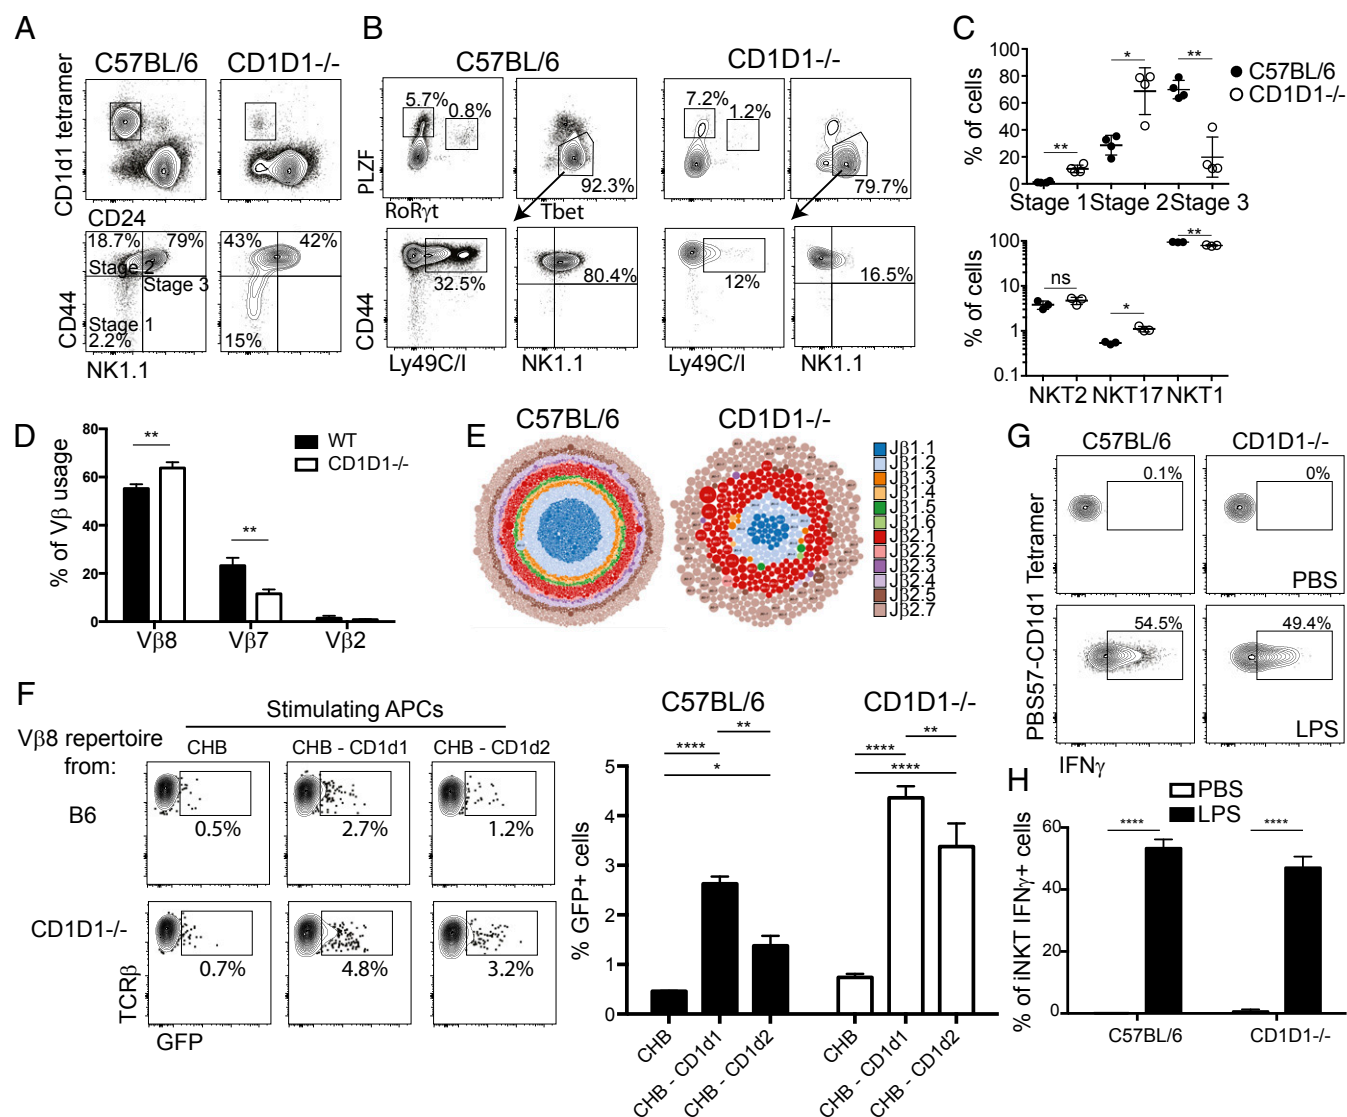 A
C57BL/6 CD1D1-/-
CD1d1 tetramer
CD24
18.7% 79% 43% 42%
Stage 2
Stage 3
Stage 1
2.2% 15%
CD44
NK1.1
B
C57BL/6 CD1D1-/-
5.7% 0.8% 7.2% 1.2%
PLZF
92.3% 79.7%
RoRγt Tbet
32.5% 80.4% 12% 16.5%
CD44
Ly49C/I NK1.1 Ly49C/I NK1.1
C
% of cells
100
80
60
40
20
0
** * **
Stage 1 Stage 2 Stage 3
C57BL/6
CD1D1-/-
% of cells
100
10
1
0.1
ns * **
NKT2 NKT17 NKT1
D
% of Vβ usage
80
60
40
20
0
** **
WT
CD1D1-/-
Vβ8 Vβ7 Vβ2
E
C57BL/6 CD1D1-/-
Jβ1.1
Jβ1.2
Jβ1.3
Jβ1.4
Jβ1.5
Jβ1.6
Jβ2.1
Jβ2.2
Jβ2.3
Jβ2.4
Jβ2.5
Jβ2.7
F
Stimulating APCs
Vβ8 repertoire
from:
CHB CHB - CD1d1 CHB - CD1d2
B6
0.5% 2.7% 1.2%
CD1D1-/-
0.7% 4.8% 3.2%
TCRβ
GFP
C57BL/6 CD1D1-/-
** **
**** ****
* ****
% GFP+ cells
5
4
3
2
1
0
CHB
CHB - CD1d1
CHB - CD1d2
CHB
CHB - CD1d1
CHB - CD1d2
G
C57BL/6 CD1D1-/-
0.1% 0%
PBS
54.5% 49.4%
LPS
PBS57-CD1d1 Tetramer
IFNγ
H
PBS
LPS
% of iNKT IFNγ+ cells
60
40
20
0
**** ****
C57BL/6 CD1D1-/-